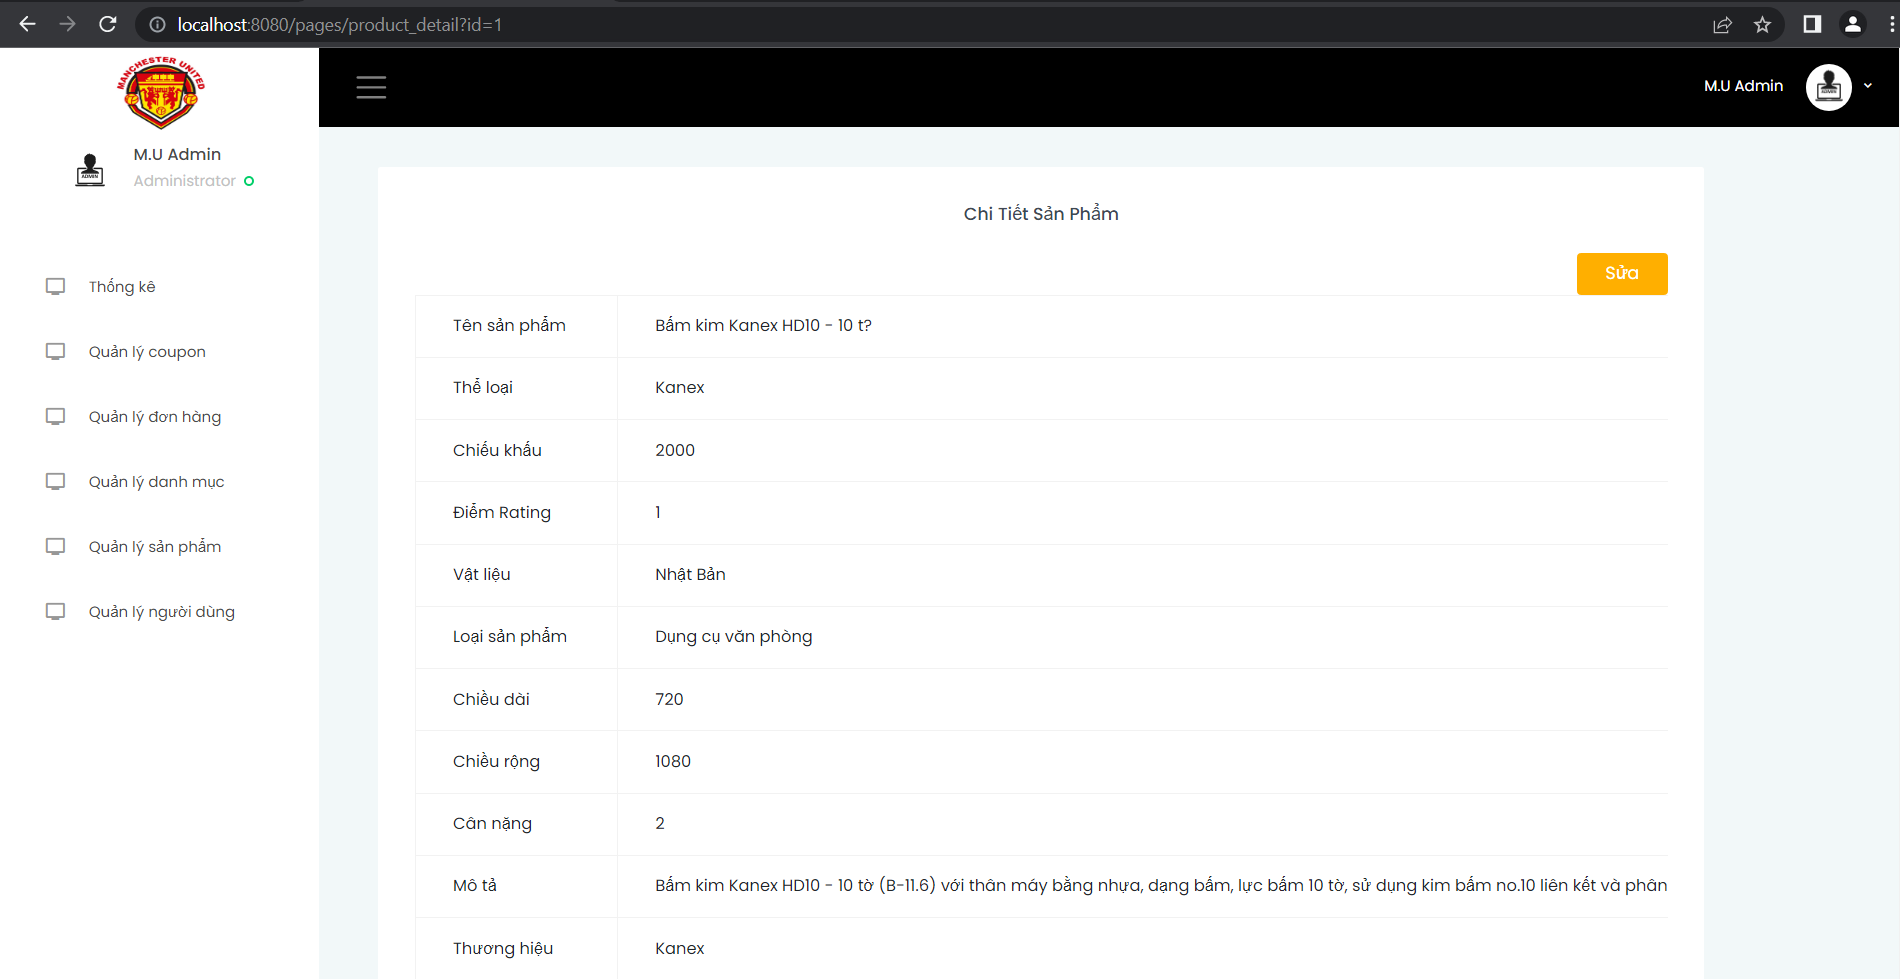 localhost:8080/pages/product_detail?id=1
MANCHESTER UNITED
M.U Admin
ADMIN
M.U Admin
Administrator
Thống kê
Quản lý coupon
Quản lý đơn hàng
Quản lý danh mục
Quản lý sản phẩm
Quản lý người dùng
Chi Tiết Sản Phẩm
Sửa
Tên sản phẩm Bấm kim Kanex HD10 - 10 t?
Thể loại Kanex
Chiếu khấu 2000
Điểm Rating 1
Vật liệu Nhật Bản
Loại sản phẩm Dụng cụ văn phòng
Chiều dài 720
Chiều rộng 1080
Cân nặng 2
Mô tả Bấm kim Kanex HD10 - 10 tờ (B-11.6) với thân máy bằng nhựa, dạng bấm, lực bấm 10 tờ, sử dụng kim bấm no.10 liên kết và phân
Thương hiệu Kanex